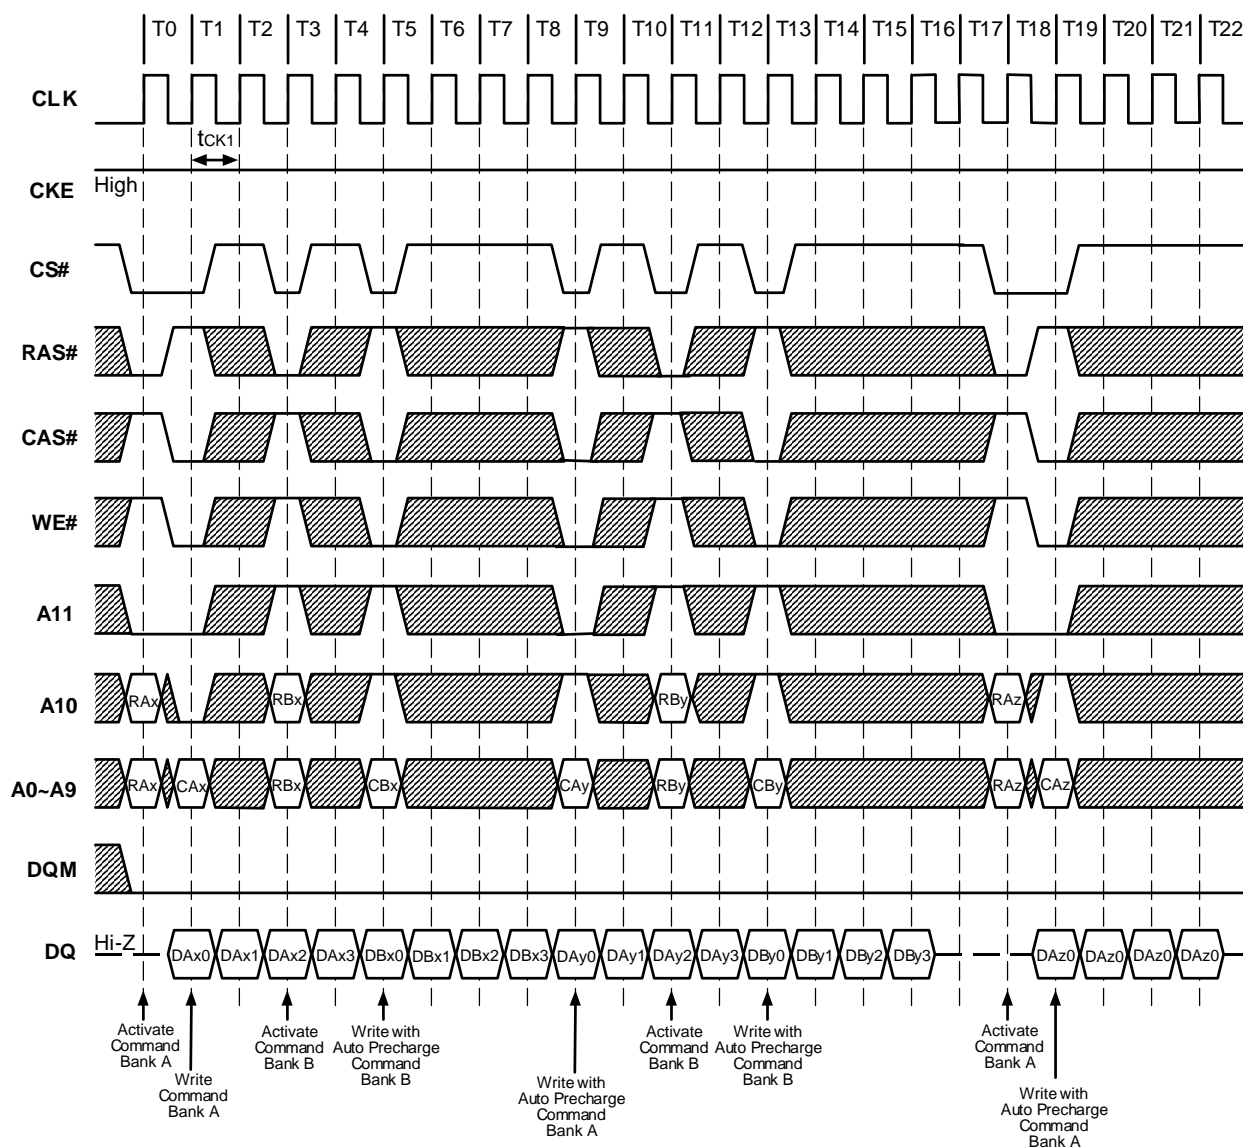 T0 T1 T2 T3 T4 T5 T6 T7 T8 T9 T10 T11 T12 T13 T14 T15 T16 T17 T18 T19 T20 T21 T22
CLK
tCK1
CKE High
CS#
RAS#
CAS#
WE#
A11
A10 RAx RBx RBy RAz
A0~A9 RAx CAx RBx CBx CAy RBy CBy RAz CAz
DQM
DQ Hi-Z DAx0 DAx1 DAx2 DAx3 DBx0 DBx1 DBx2 DBx3 DAy0 DAy1 DAy2 DAy3 DBy0 DBy1 DBy2 DBy3 DAz0 DAz0 DAz0 DAz0
Activate
Command
Bank A
Write
Command
Bank A
Activate
Command
Bank B
Write with
Auto Precharge
Command
Bank B
Write with
Auto Precharge
Command
Bank A
Activate
Command
Bank B
Write with
Auto Precharge
Command
Bank B
Activate
Command
Bank A
Write with
Auto Precharge
Command
Bank A